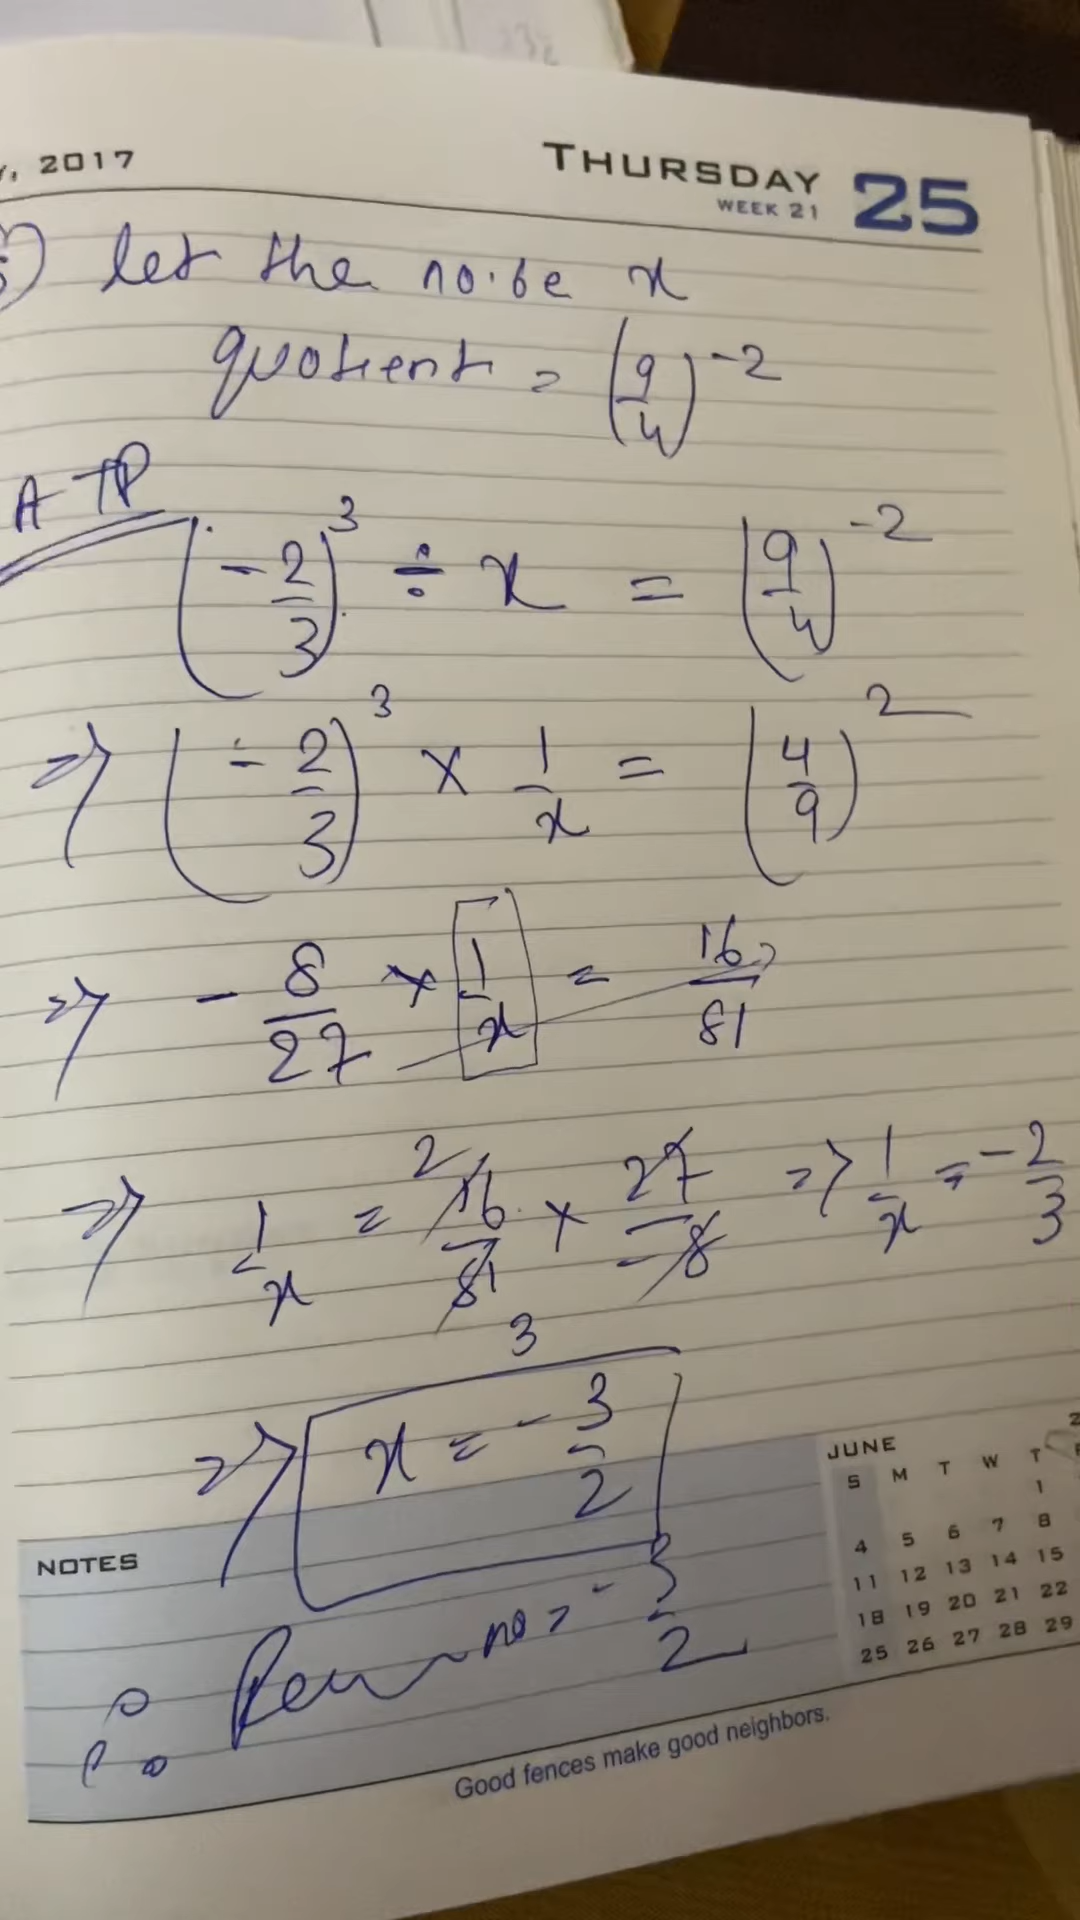 , 2017
THURSDAY 25
WEEK 21
) let the no. be x
quotient = (9/4)^-2
ATP
(-2/3)^3 ÷ x = (9/4)^-2
=> (-2/3)^3 × 1/x = (4/9)^2
=> -8/27 × 1/x = 16/81
=> 1/x = 16/81 × 27/-8 => 1/x = -2/3
2
3
=> x = -3/2
∴ no = -3/2
NOTES
JUNE
S M T W T
1
4 5 6 7 8
11 12 13 14 15
18 19 20 21 22
25 26 27 28 29
Good fences make good neighbors.